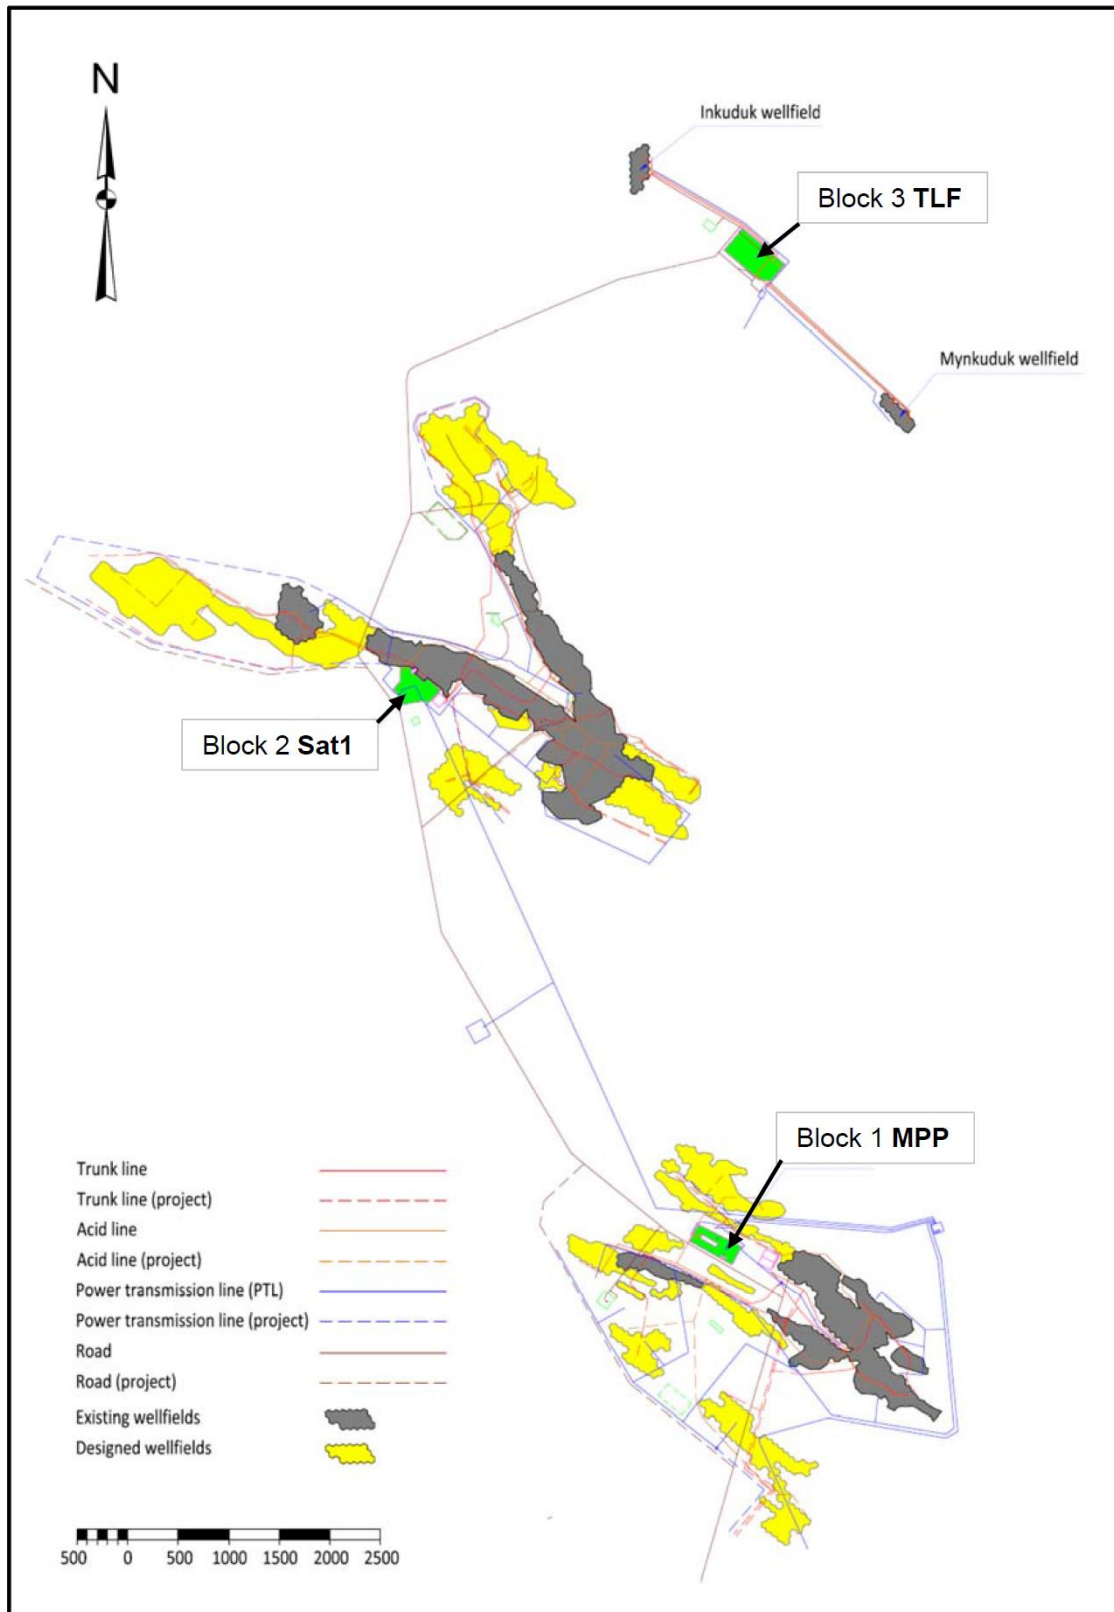 N
Inkuduk wellfield
Block 3 TLF
Mynkuduk wellfield
Block 2 Sat1
Block 1 MPP
Trunk line
Trunk line (project)
Acid line
Acid line (project)
Power transmission line (PTL)
Power transmission line (project)
Road
Road (project)
Existing wellfields
Designed wellfields
500 0 500 1000 1500 2000 2500